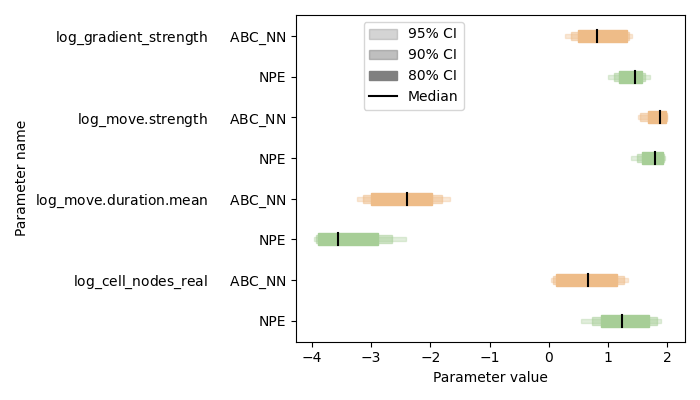 log_gradient_strength ABC_NN
NPE
log_move.strength ABC_NN
NPE
log_move.duration.mean ABC_NN
NPE
log_cell_nodes_real ABC_NN
NPE
95% CI
90% CI
80% CI
Median
Parameter name
−4 −3 −2 −1 0 1 2
Parameter value